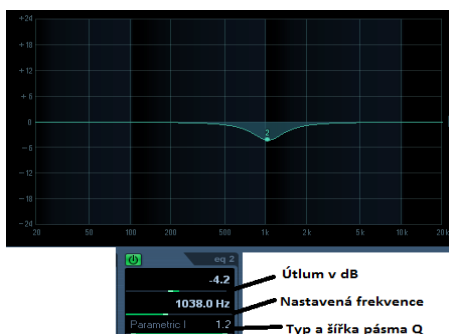 +24
+18
+12
+ 6
0
2
- 6
- 12
- 18
- 24
20 50 100 200 500 1k 2k 5k 10k 20k
eq 2
-4.2
Útlum v dB
1038.0 Hz
Nastavená frekvence
Parametric I 1.2
Typ a šířka pásma Q